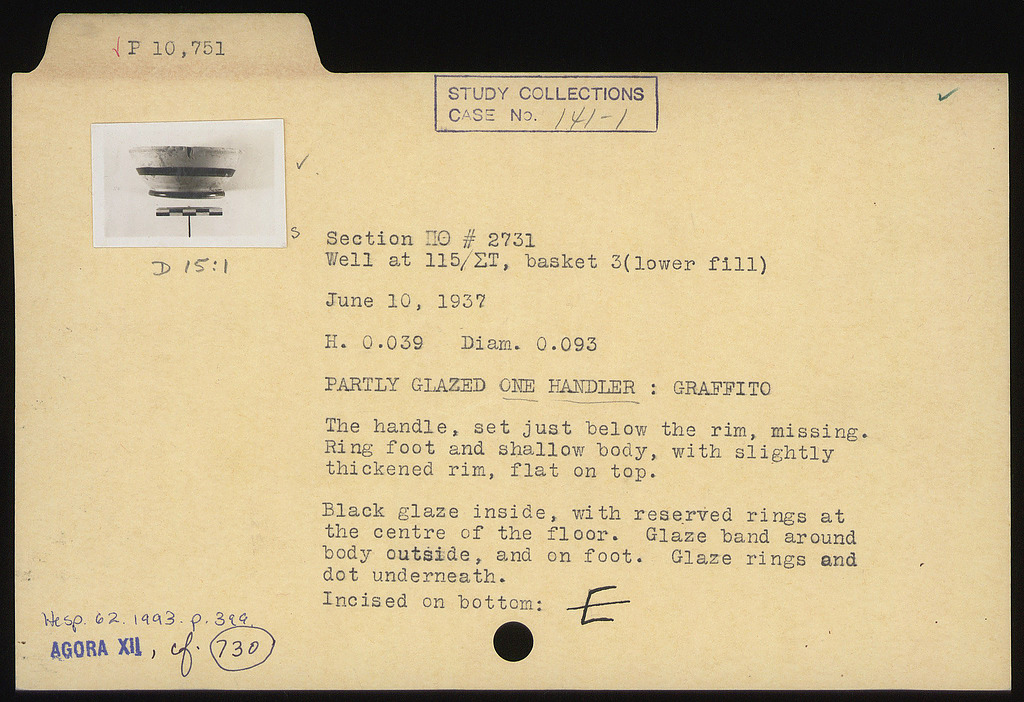 √ P 10,751
STUDY COLLECTIONS
CASE No. 141-1
✓
✓
S
D 15:1
Section ΠΘ # 2731
Well at 115/ΣΤ, basket 3(lower fill)
June 10, 1937
H. 0.039 Diam. 0.093
PARTLY GLAZED ONE HANDLER : GRAFFITO
The handle, set just below the rim, missing.
Ring foot and shallow body, with slightly
thickened rim, flat on top.
Black glaze inside, with reserved rings at
the centre of the floor. Glaze band around
body outside, and on foot. Glaze rings and
dot underneath.
Incised on bottom: E
Hesp. 62. 1993. p.
AGORA XII, cf. 730